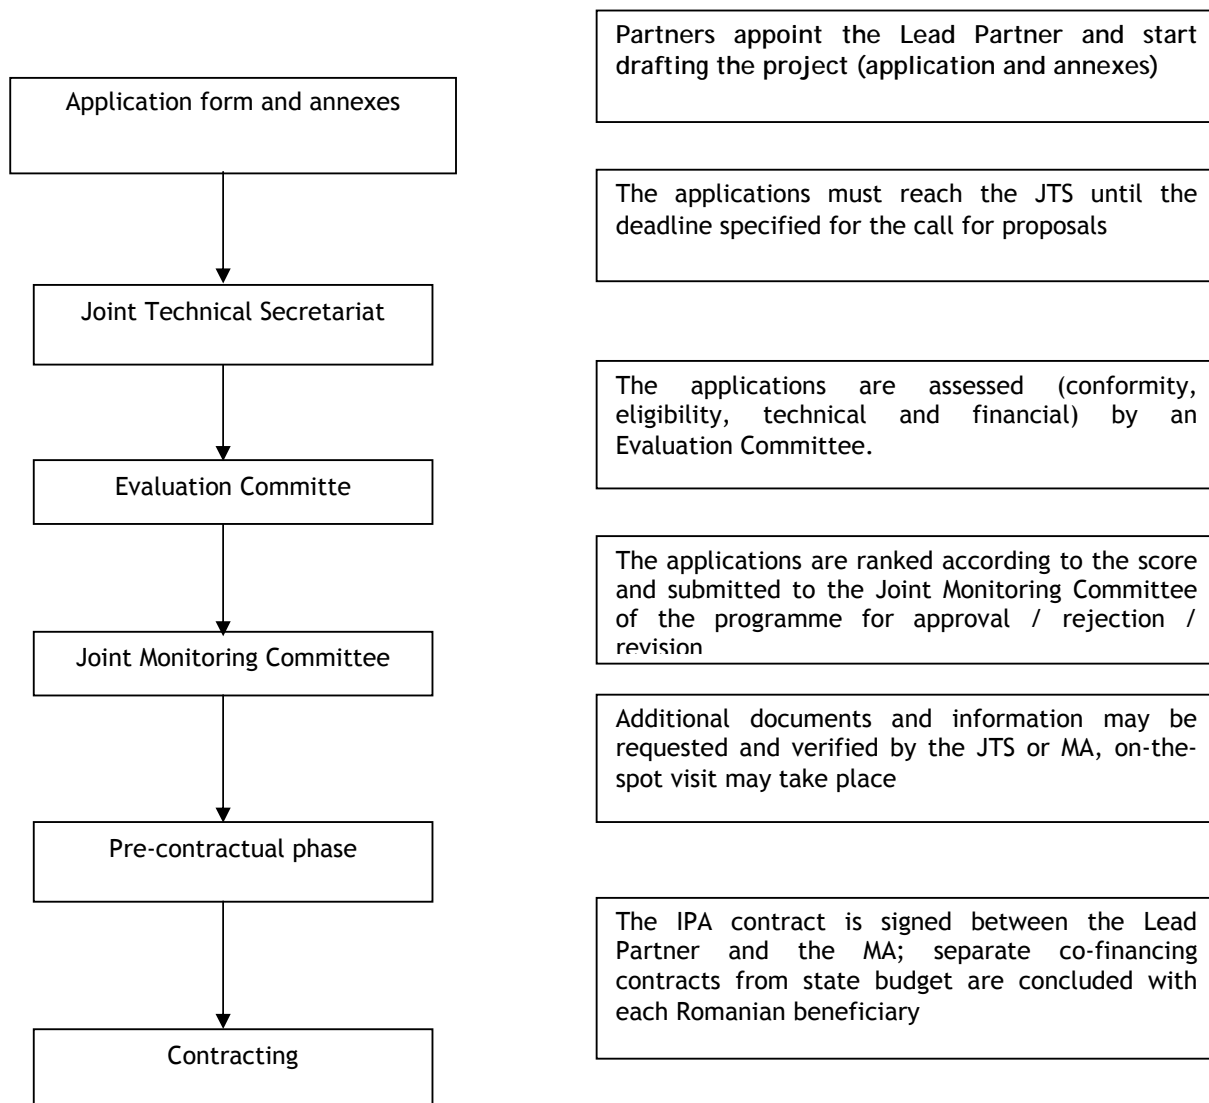 Partners appoint the Lead Partner and start
drafting the project (application and annexes)
Application form and annexes
The applications must reach the JTS until the
deadline specified for the call for proposals
Joint Technical Secretariat
The applications are assessed (conformity,
eligibility, technical and financial) by an
Evaluation Committee.
Evaluation Committe
The applications are ranked according to the score
and submitted to the Joint Monitoring Committee
of the programme for approval / rejection /
revision
Joint Monitoring Committee
Additional documents and information may be
requested and verified by the JTS or MA, on-the-
spot visit may take place
Pre-contractual phase
The IPA contract is signed between the Lead
Partner and the MA; separate co-financing
contracts from state budget are concluded with
each Romanian beneficiary
Contracting